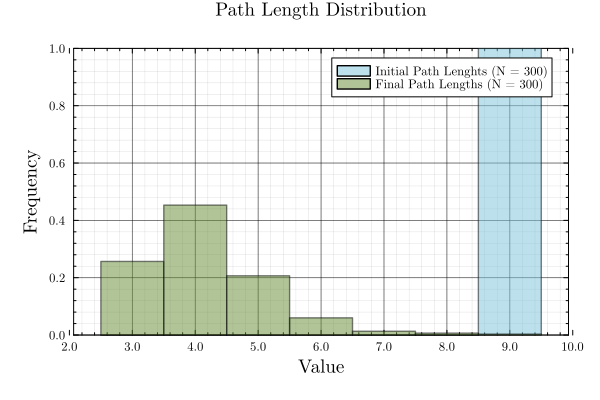 Path Length Distribution
Initial Path Lenghts (N = 300)
Final Path Lengths (N = 300)
Frequency
1.0
0.8
0.6
0.4
0.2
0.0
2.0 3.0 4.0 5.0 6.0 7.0 8.0 9.0 10.0
Value